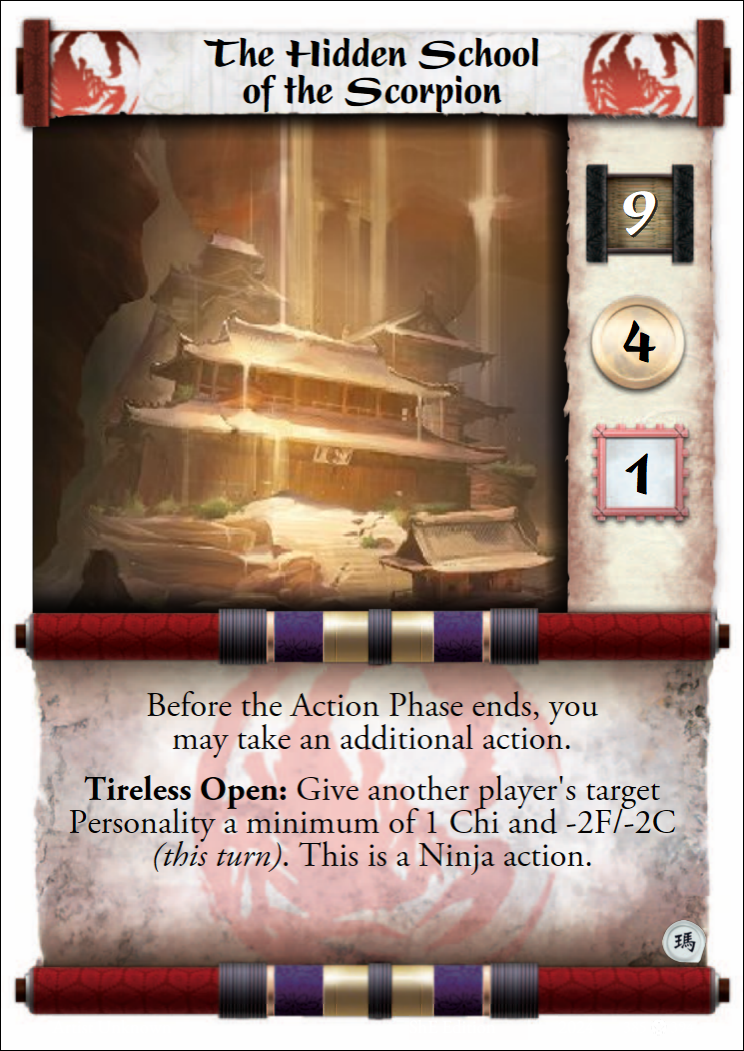 The Hidden School
of the Scorpion
9
4
1
Before the Action Phase ends, you
may take an additional action.
Tireless Open: Give another player's target
Personality a minimum of 1 Chi and -2F/-2C
(this turn). This is a Ninja action.
瑪